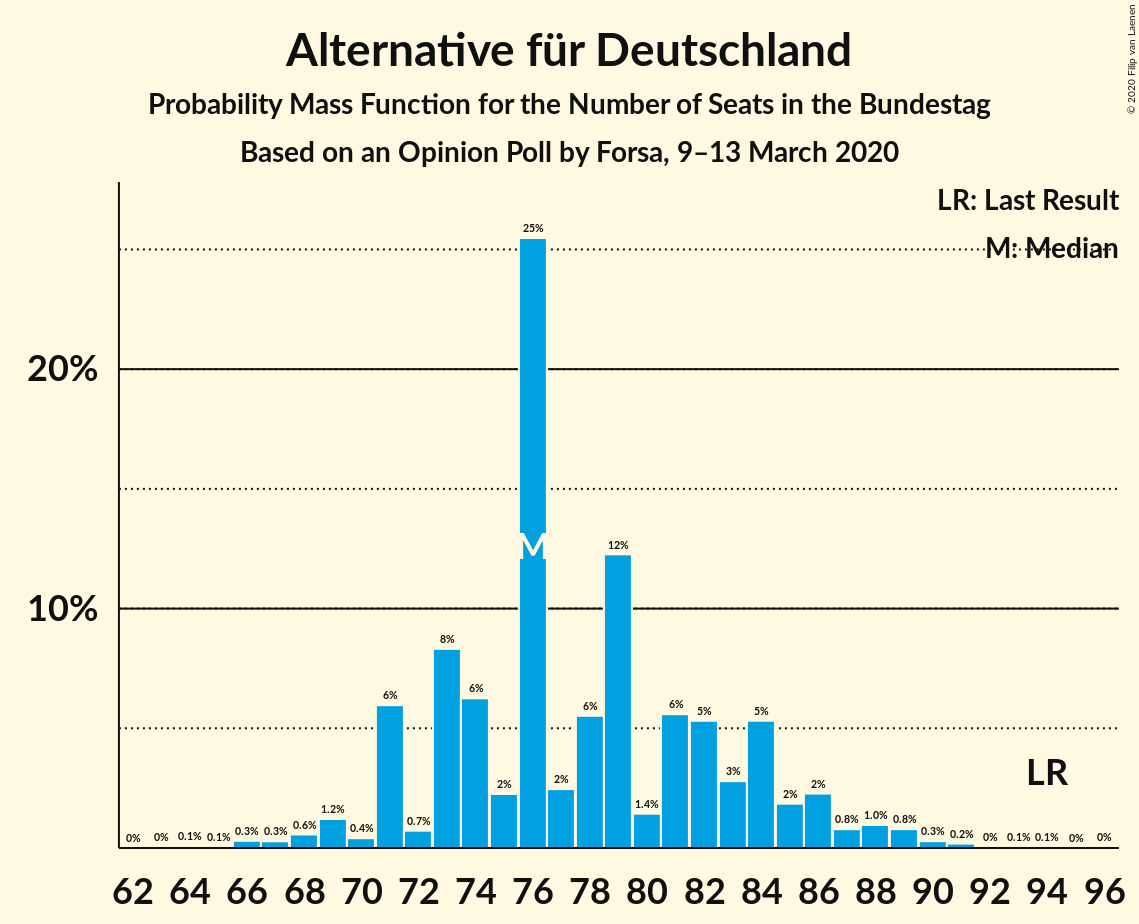 Alternative für Deutschland
Probability Mass Function for the Number of Seats in the Bundestag
Based on an Opinion Poll by Forsa, 9–13 March 2020
© 2020 Filip van Laenen
LR: Last Result
M: Median
20%
10%
0% 0% 0.1% 0.1% 0.3% 0.3% 0.6% 1.2% 0.4% 6% 0.7% 8% 6% 2% 25% 2% 6% 12% 1.4% 6% 5% 3% 5% 2% 2% 0.8% 1.0% 0.8% 0.3% 0.2% 0% 0.1% 0.1% 0% 0%
M
LR
62 64 66 68 70 72 74 76 78 80 82 84 86 88 90 92 94 96